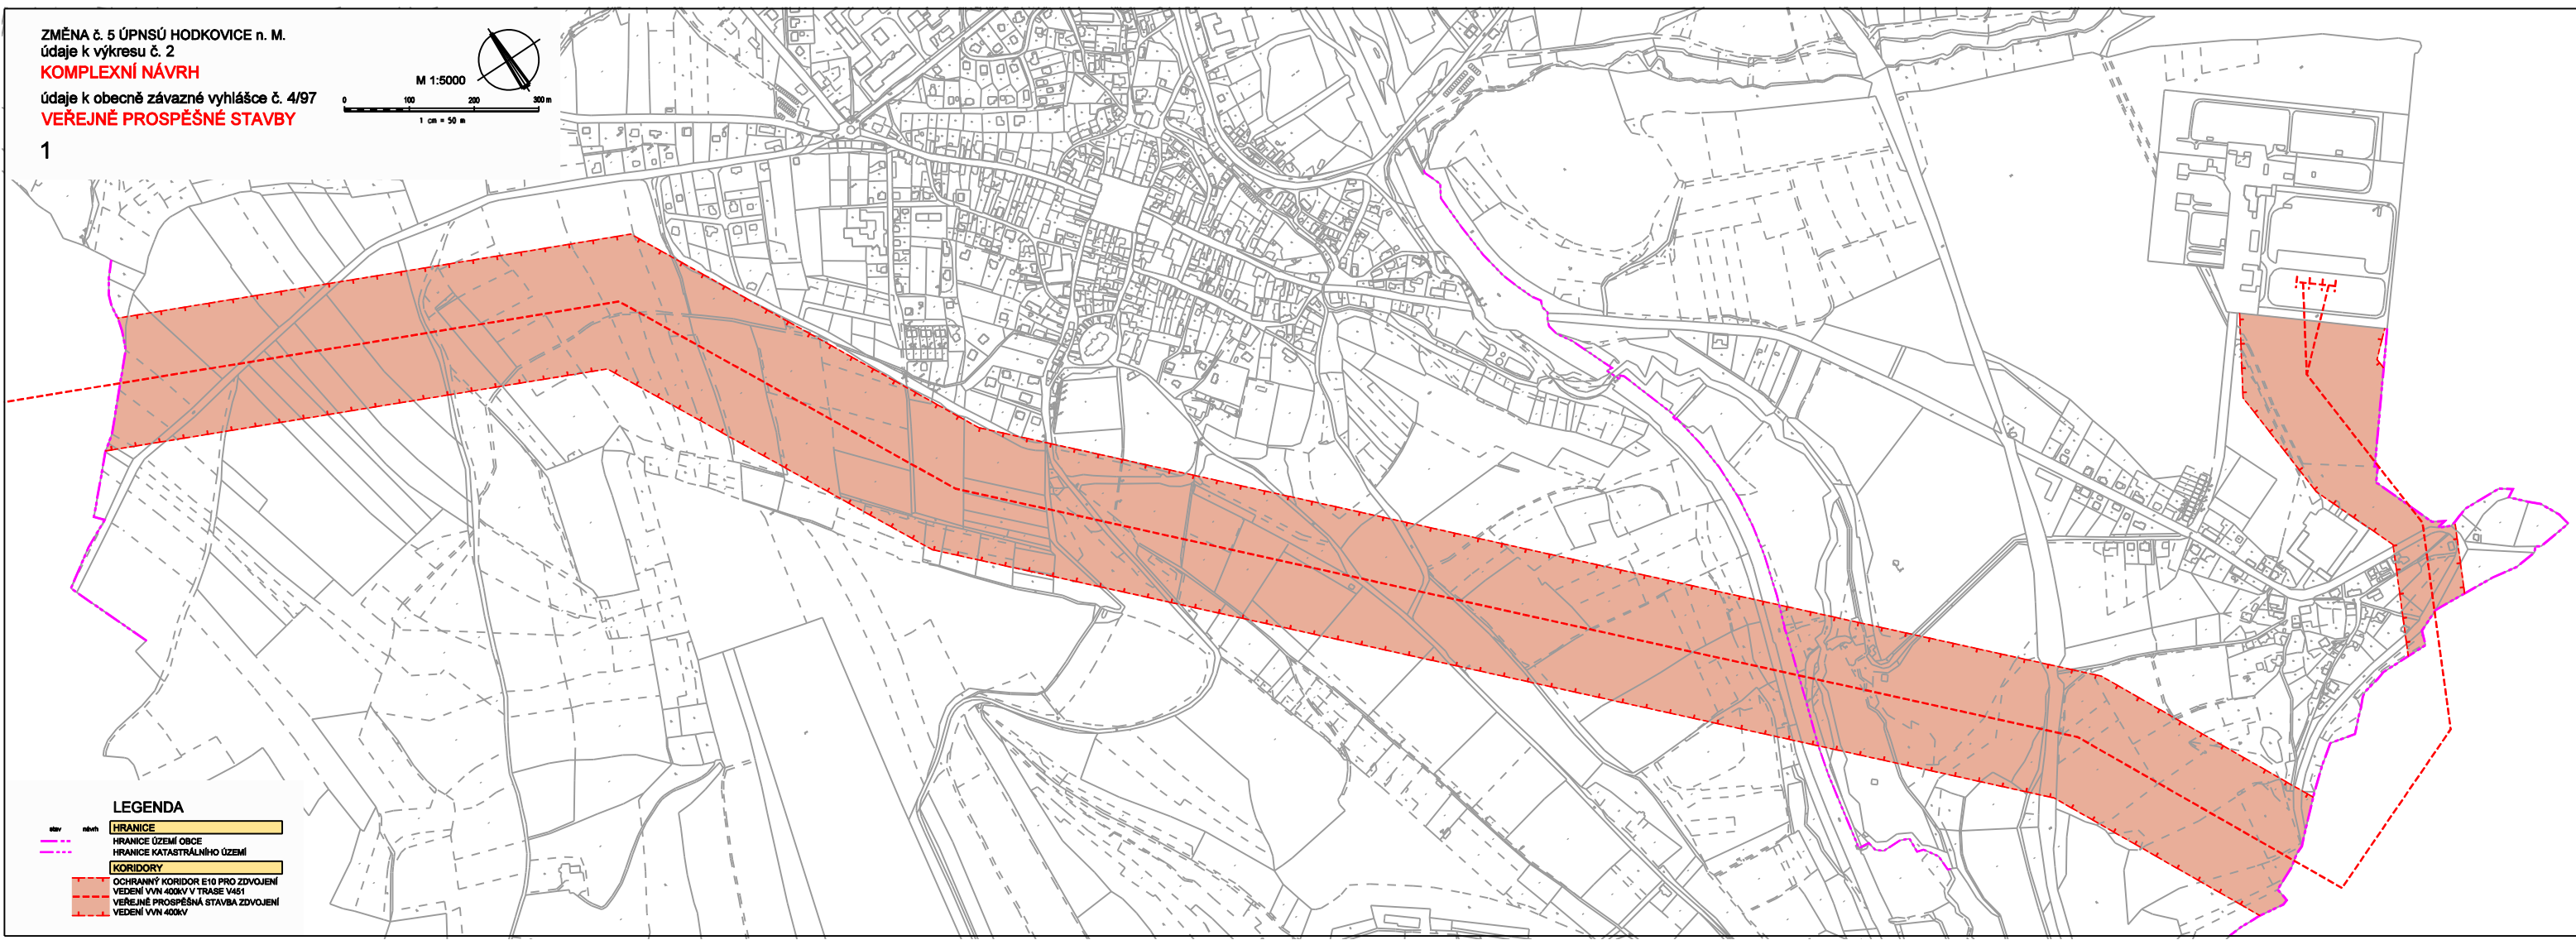 ZMĚNA č. 5 ÚPNSÚ HODKOVICE n. M.
údaje k výkresu č. 2
KOMPLEXNÍ NÁVRH
údaje k obecně závazné vyhlášce č. 4/97
VEŘEJNĚ PROSPĚŠNÉ STAVBY
1
M 1:5000
0 100 200 300 m
1 cm = 50 m
LEGENDA
stav návrh HRANICE
HRANICE ÚZEMÍ OBCE
HRANICE KATASTRÁLNÍHO ÚZEMÍ
KORIDORY
OCHRANNÝ KORIDOR E10 PRO ZDVOJENÍ
VEDENÍ VVN 400kV V TRASE V451
VEŘEJNĚ PROSPĚŠNÁ STAVBA ZDVOJENÍ
VEDENÍ VVN 400kV